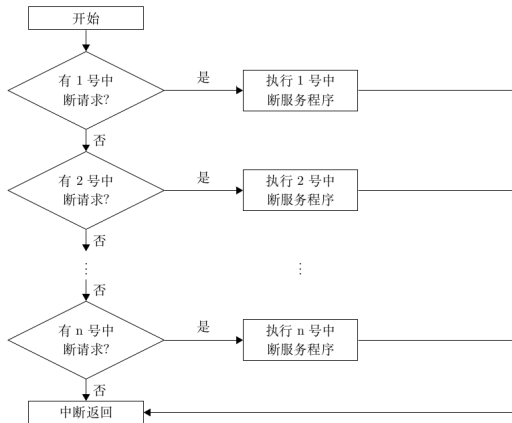 开始
有 1 号中
断请求?
是
执行 1 号中
断服务程序
否
有 2 号中
断请求?
是
执行 2 号中
断服务程序
否
⋮
⋮
否
有 n 号中
断请求?
是
执行 n 号中
断服务程序
否
中断返回